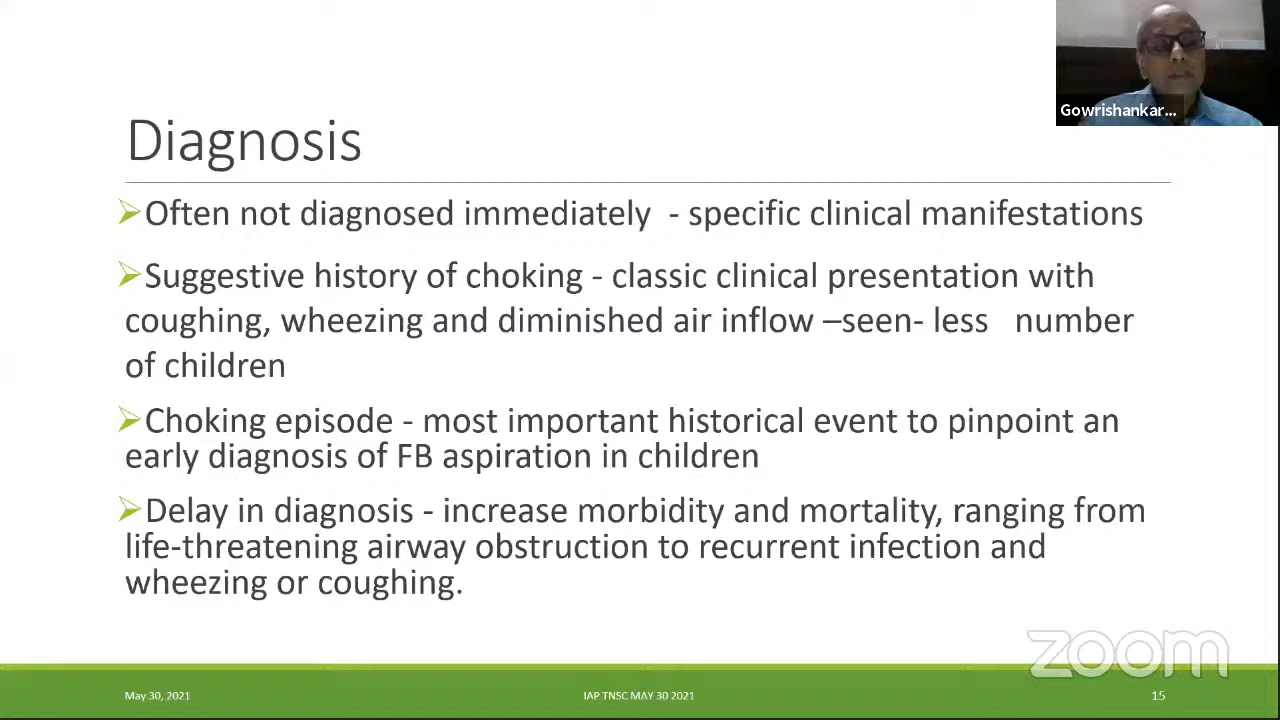 Gowrishankar...
Diagnosis
Often not diagnosed immediately - specific clinical manifestations
Suggestive history of choking - classic clinical presentation with
coughing, wheezing and diminished air inflow –seen- less number
of children
Choking episode - most important historical event to pinpoint an
early diagnosis of FB aspiration in children
Delay in diagnosis - increase morbidity and mortality, ranging from
life-threatening airway obstruction to recurrent infection and
wheezing or coughing.
zoom
May 30, 2021 IAP TNSC MAY 30 2021 15